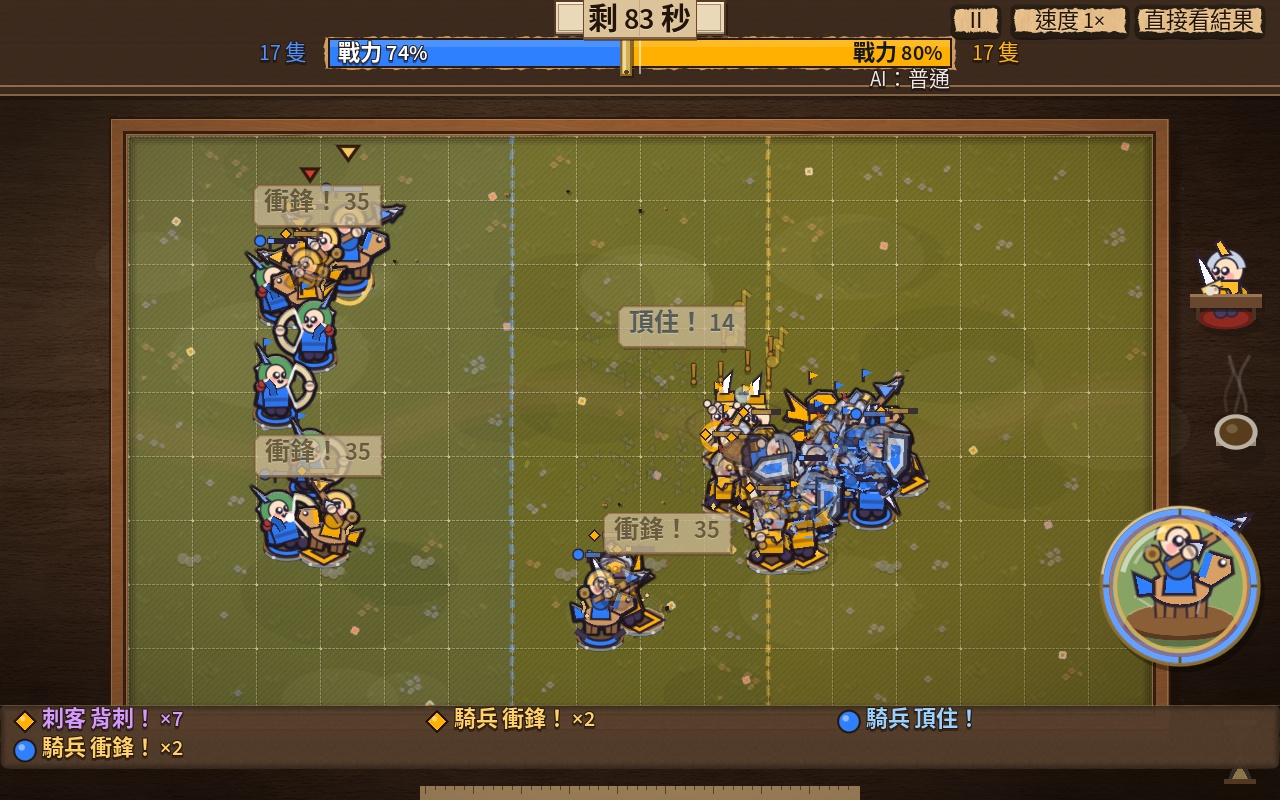 剩 83 秒
II
速度 1×
直接看結果
17 隻
戰力 74%
戰力 80%
17 隻
AI：普通
衝鋒！ 35
頂住！ 14
衝鋒！ 35
衝鋒！ 35
刺客 背刺！ ×7
騎兵 衝鋒！ ×2
騎兵 頂住！
騎兵 衝鋒！ ×2